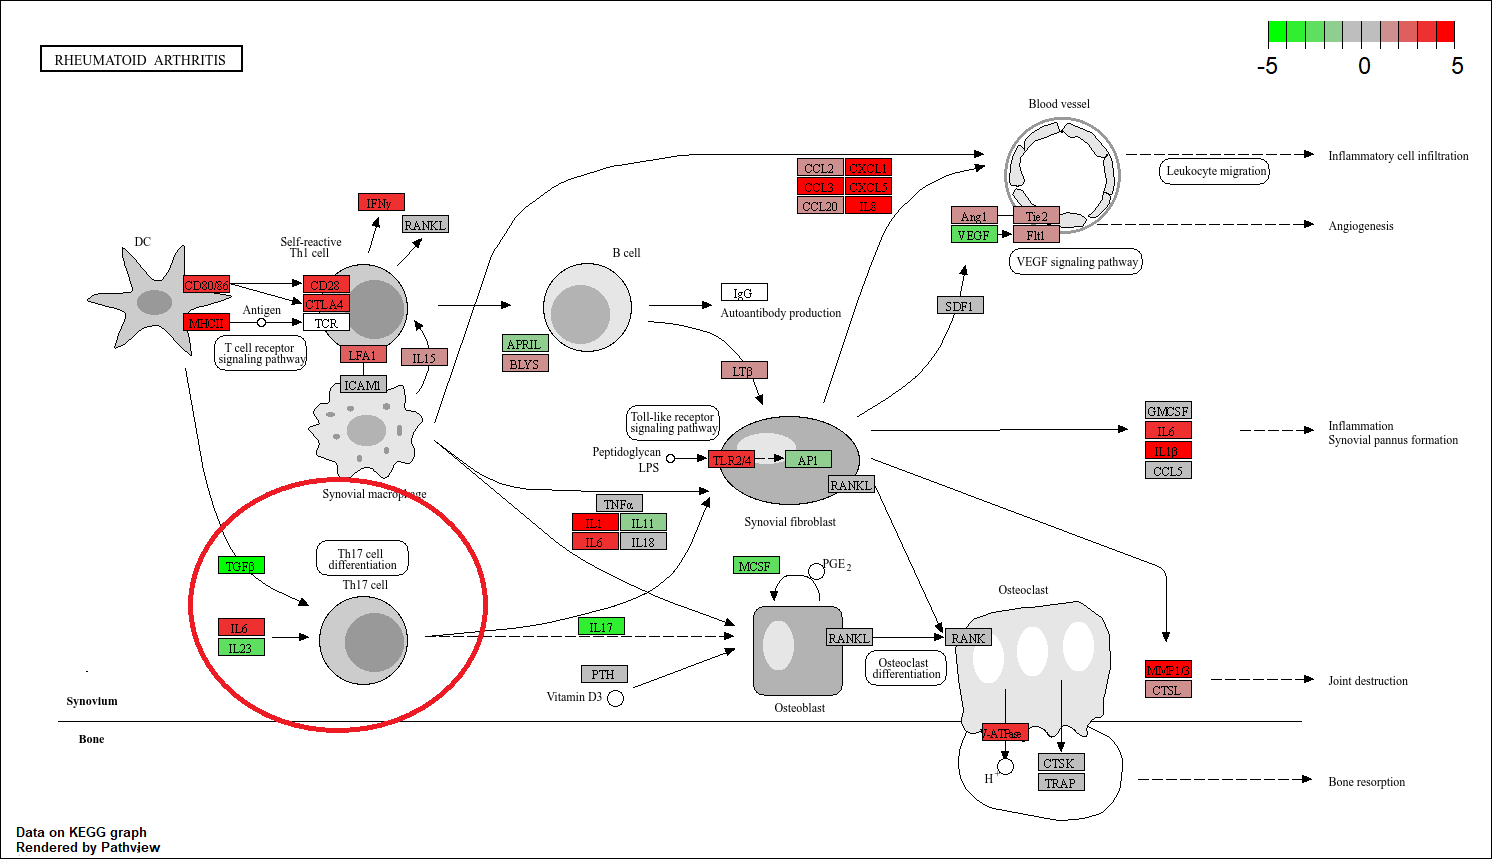 RHEUMATOID ARTHRITIS
-5 0 5
Blood vessel
Inflammatory cell infiltration
Leukocyte migration
CCL2 CXCL1
CCL3 CXCL5
CCL20 IL8
IFNγ
RANKL
Ang1 Tie2
VEGF Flt1
Angiogenesis
VEGF signaling pathway
DC
Self-reactive
Th1 cell
B cell
CD80/86 CD28
CTLA4
Antigen
MHCII TCR
T cell receptor
signaling pathway
IgG
Autoantibody production
SDF1
APRIL
BLYS
LFA1
IL15
ICAM1
LTβ
Toll-like receptor
signaling pathway
Peptidoglycan
LPS
TLR2/4 AP1
RANKL
Synovial fibroblast
GMCSF
IL6
IL1β
CCL5
Inflammation
Synovial pannus formation
Synovial macrophage
TNFα
IL1 IL11
IL6 IL18
TGFβ
Th17 cell
differentiation
Th17 cell
IL6
IL23
MCSF
PGE2
IL17
PTH
Vitamin D3
RANKL
Osteoblast
Osteoclast
RANK
Osteoclast
differentiation
MMP1/3
CTSL
Joint destruction
Synovium
Bone
V-ATPase
H+
CTSK
TRAP
Bone resorption
Data on KEGG graph
Rendered by Pathview